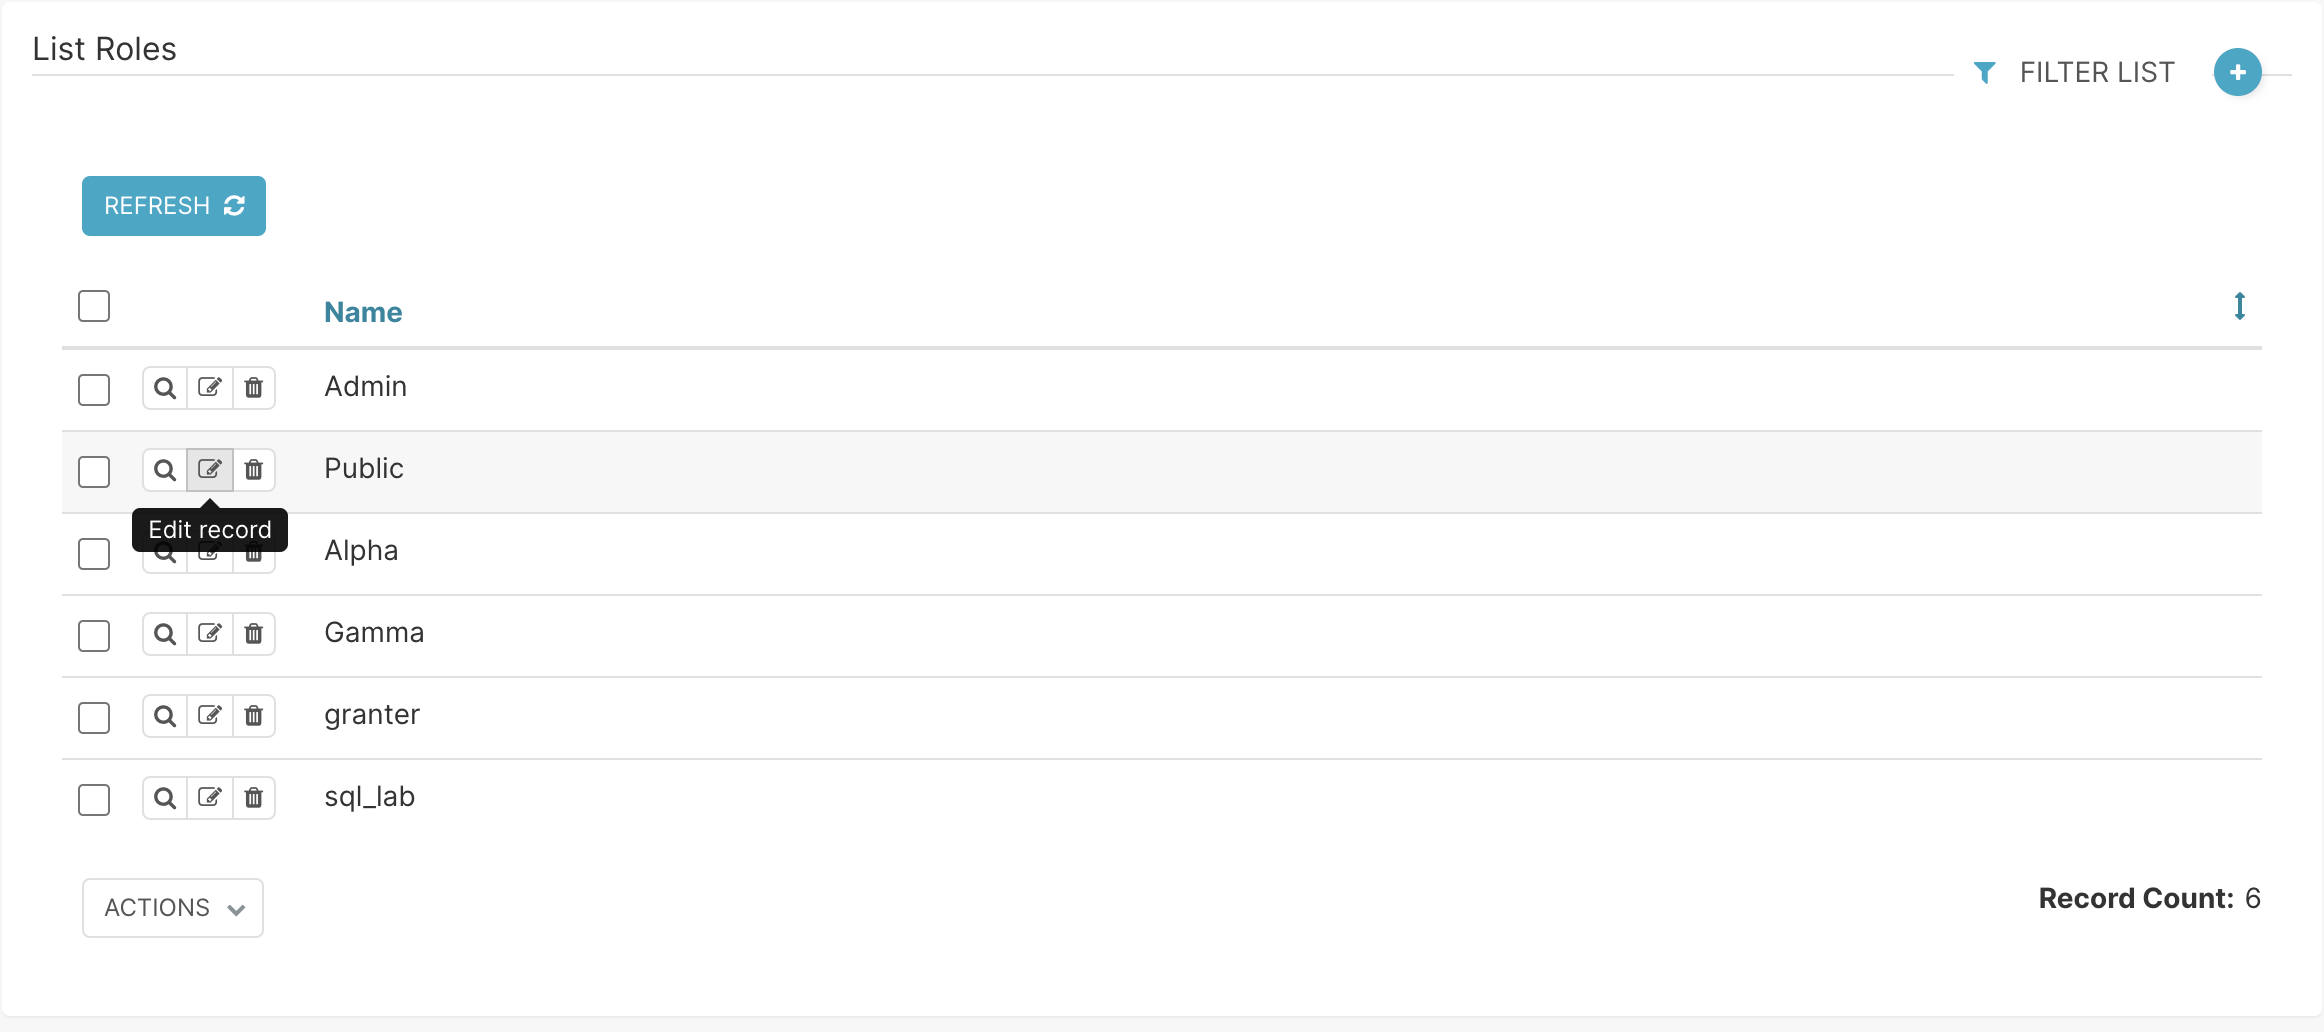 List Roles
FILTER LIST
REFRESH
Name
Admin
Public
Edit record
Alpha
Gamma
granter
sql_lab
ACTIONS
Record Count: 6